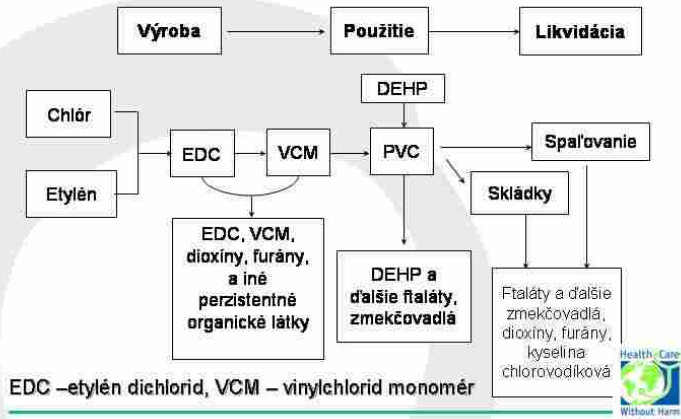 Výroba
Použitie
Likvidácia
DEHP
Chlór
Etylén
EDC
VCM
PVC
Spaľovanie
Skládky
EDC, VCM,
dioxíny, furány,
a iné
perzistentné
organické látky
DEHP a
ďalšie ftaláty,
zmekčovadlá
Ftaláty a ďalšie
zmekčovadlá,
dioxíny, furány,
kyselina
chlorovodíková
EDC –etylén dichlorid, VCM – vinylchlorid monomér
Health Care
Without Harm